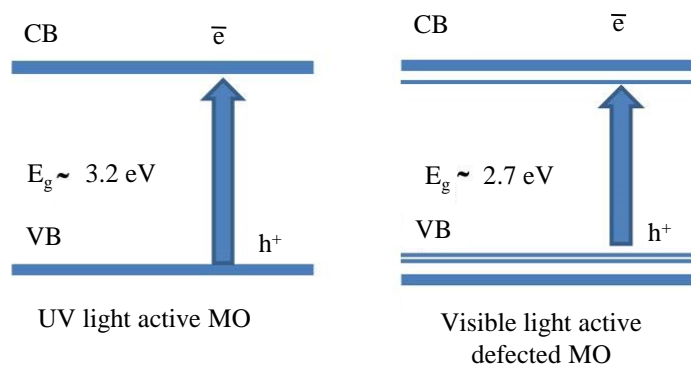 CB
e̅
E_g ~ 3.2 eV
VB
h⁺
UV light active MO
CB
e̅
E_g ~ 2.7 eV
VB
h⁺
Visible light active
defected MO